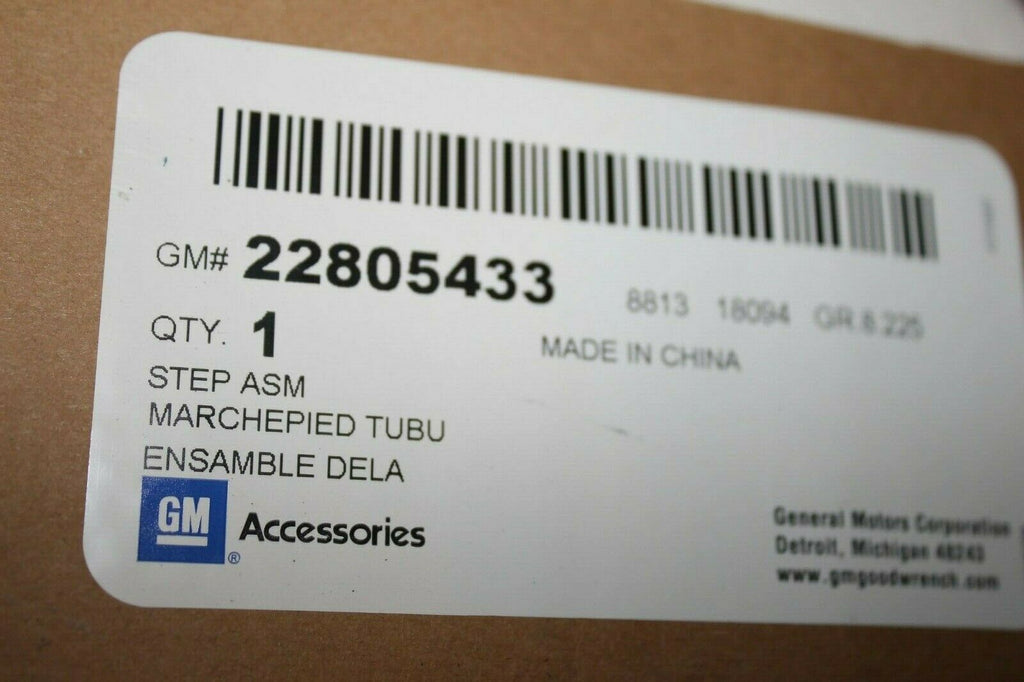 GM# 22805433
8813 18094 GR.8.225
QTY. 1
MADE IN CHINA
STEP ASM
MARCHEPIED TUBU
ENSAMBLE DELA
GM ® Accessories
General Motors Corporation
Detroit, Michigan 48243
www.gmgoodwrench.com